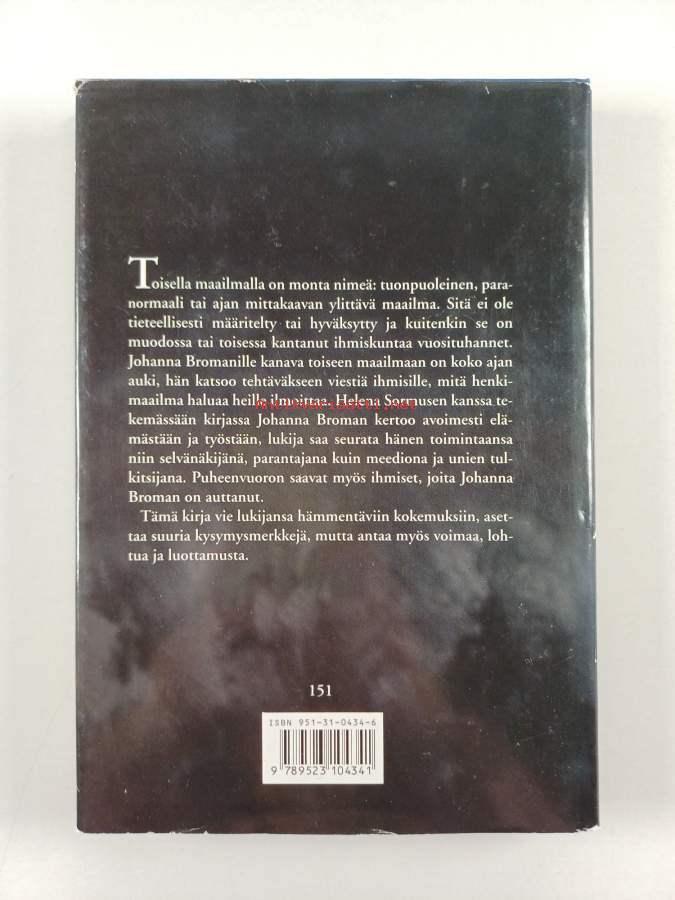 Toisella maailmalla on monta nimeä: tuonpuoleinen, para-
normaali tai ajan mittakaavan ylittävä maailma. Sitä ei ole
tieteellisesti määritelty tai hyväksytty ja kuitenkin se on
muodossa tai toisessa kantanut ihmiskuntaa vuosituhannet.
Johanna Bromanille kanava toiseen maailmaan on koko ajan
auki, hän katsoo tehtäväkseen viestiä ihmisille, mitä henki-
maailma haluaa heille ilmoittaa. Helena kanssa te-
kemässään kirjassa Johanna Broman kertoo avoimesti elä-
mästään ja työstään, lukija saa seurata hänen toimintaansa
niin selvänäkijänä, parantajana kuin meediona ja unien tul-
kitsijana. Puheenvuoron saavat myös ihmiset, joita Johanna
Broman on auttanut.
Tämä kirja vie lukijansa hämmentäviin kokemuksiin, aset-
taa suuria kysymysmerkkejä, mutta antaa myös voimaa, loh-
tua ja luottamusta.
151
ISBN 951-31-0434-6
9 789523 104341